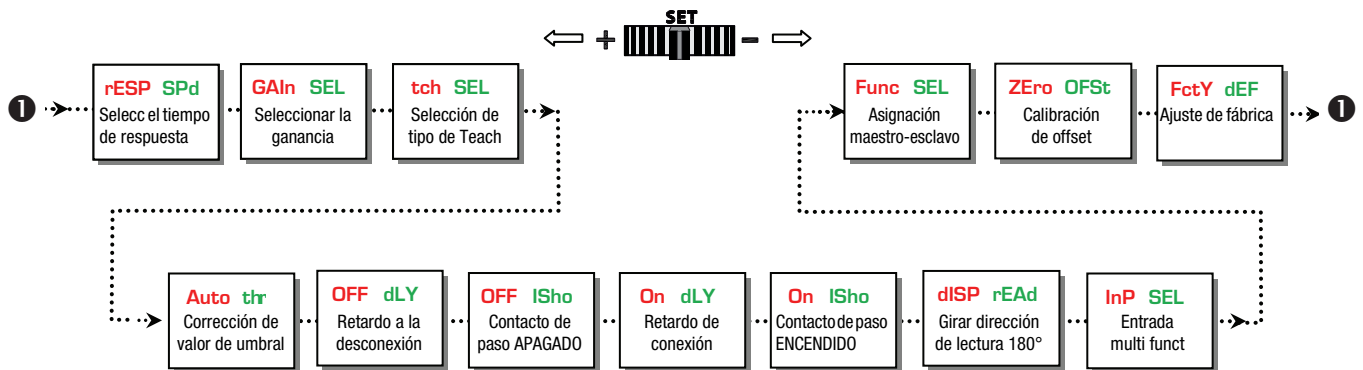 SET
+ -
❶
rESP SPd
Selecc el tiempo
de respuesta
GAIn SEL
Seleccionar la
ganancia
tch SEL
Selección de
tipo de Teach
Auto thr
Corrección de
valor de umbral
OFF dLY
Retardo a la
desconexión
OFF ISho
Contacto de
paso APAGADO
On dLY
Retardo de
conexión
On ISho
Contacto de paso
ENCENDIDO
dISP rEAd
Girar dirección
de lectura 180°
InP SEL
Entrada
multi funct
Func SEL
Asignación
maestro-esclavo
ZEro OFSt
Calibración
de offset
FctY dEF
Ajuste de fábrica
❶